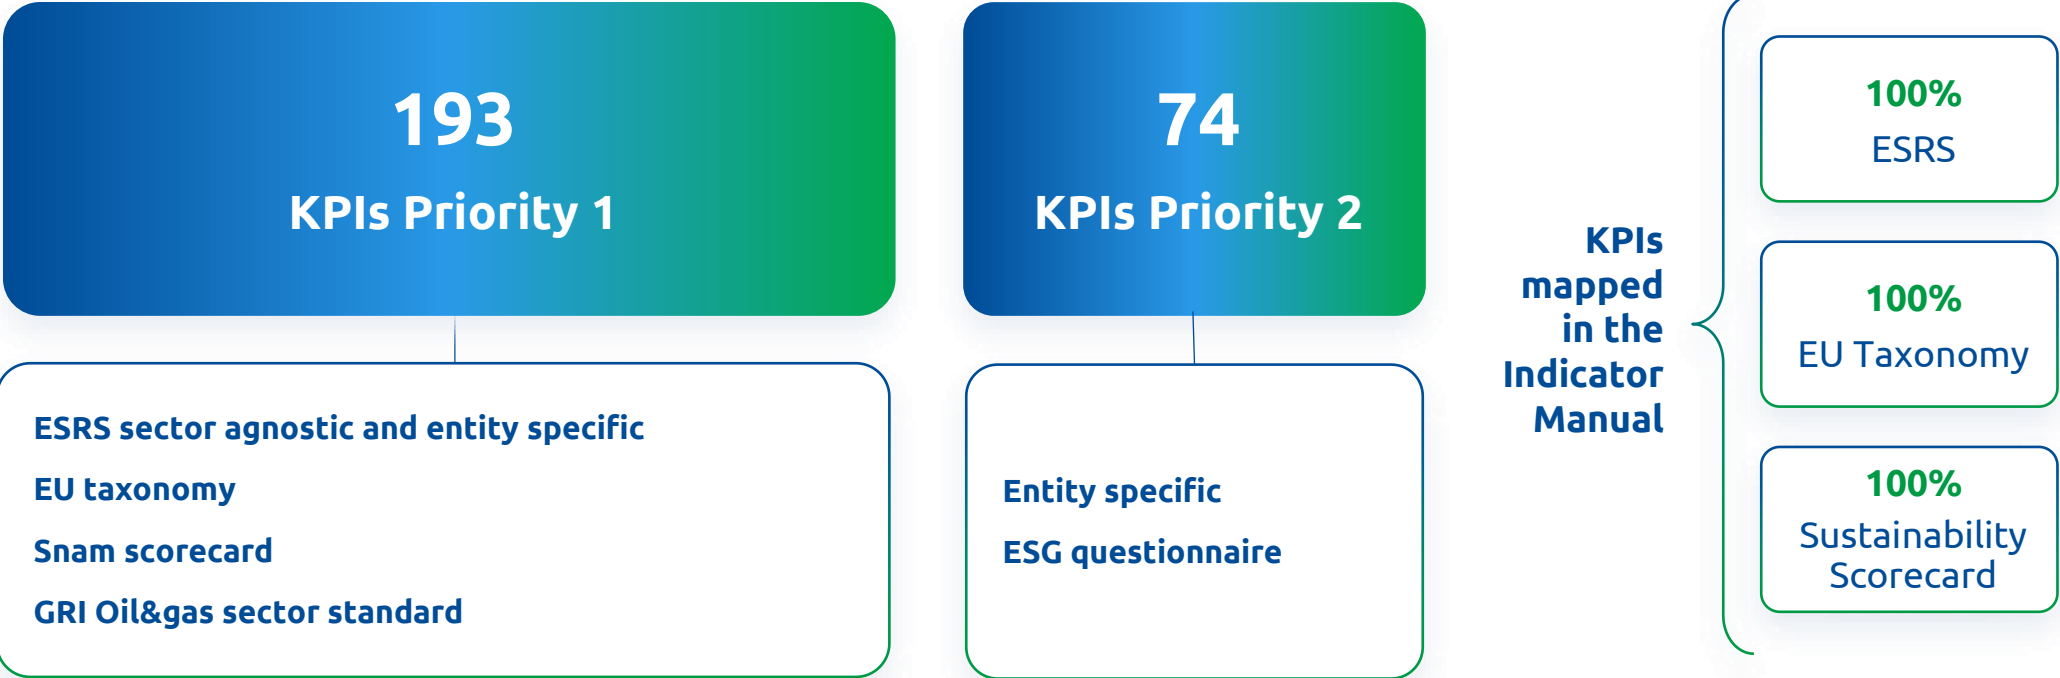 193
KPIs Priority 1
ESRS sector agnostic and entity specific
EU taxonomy
Snam scorecard
GRI Oil&gas sector standard
74
KPIs Priority 2
Entity specific
ESG questionnaire
KPIs
mapped
in the
Indicator
Manual
100%
ESRS
100%
EU Taxonomy
100%
Sustainability
Scorecard